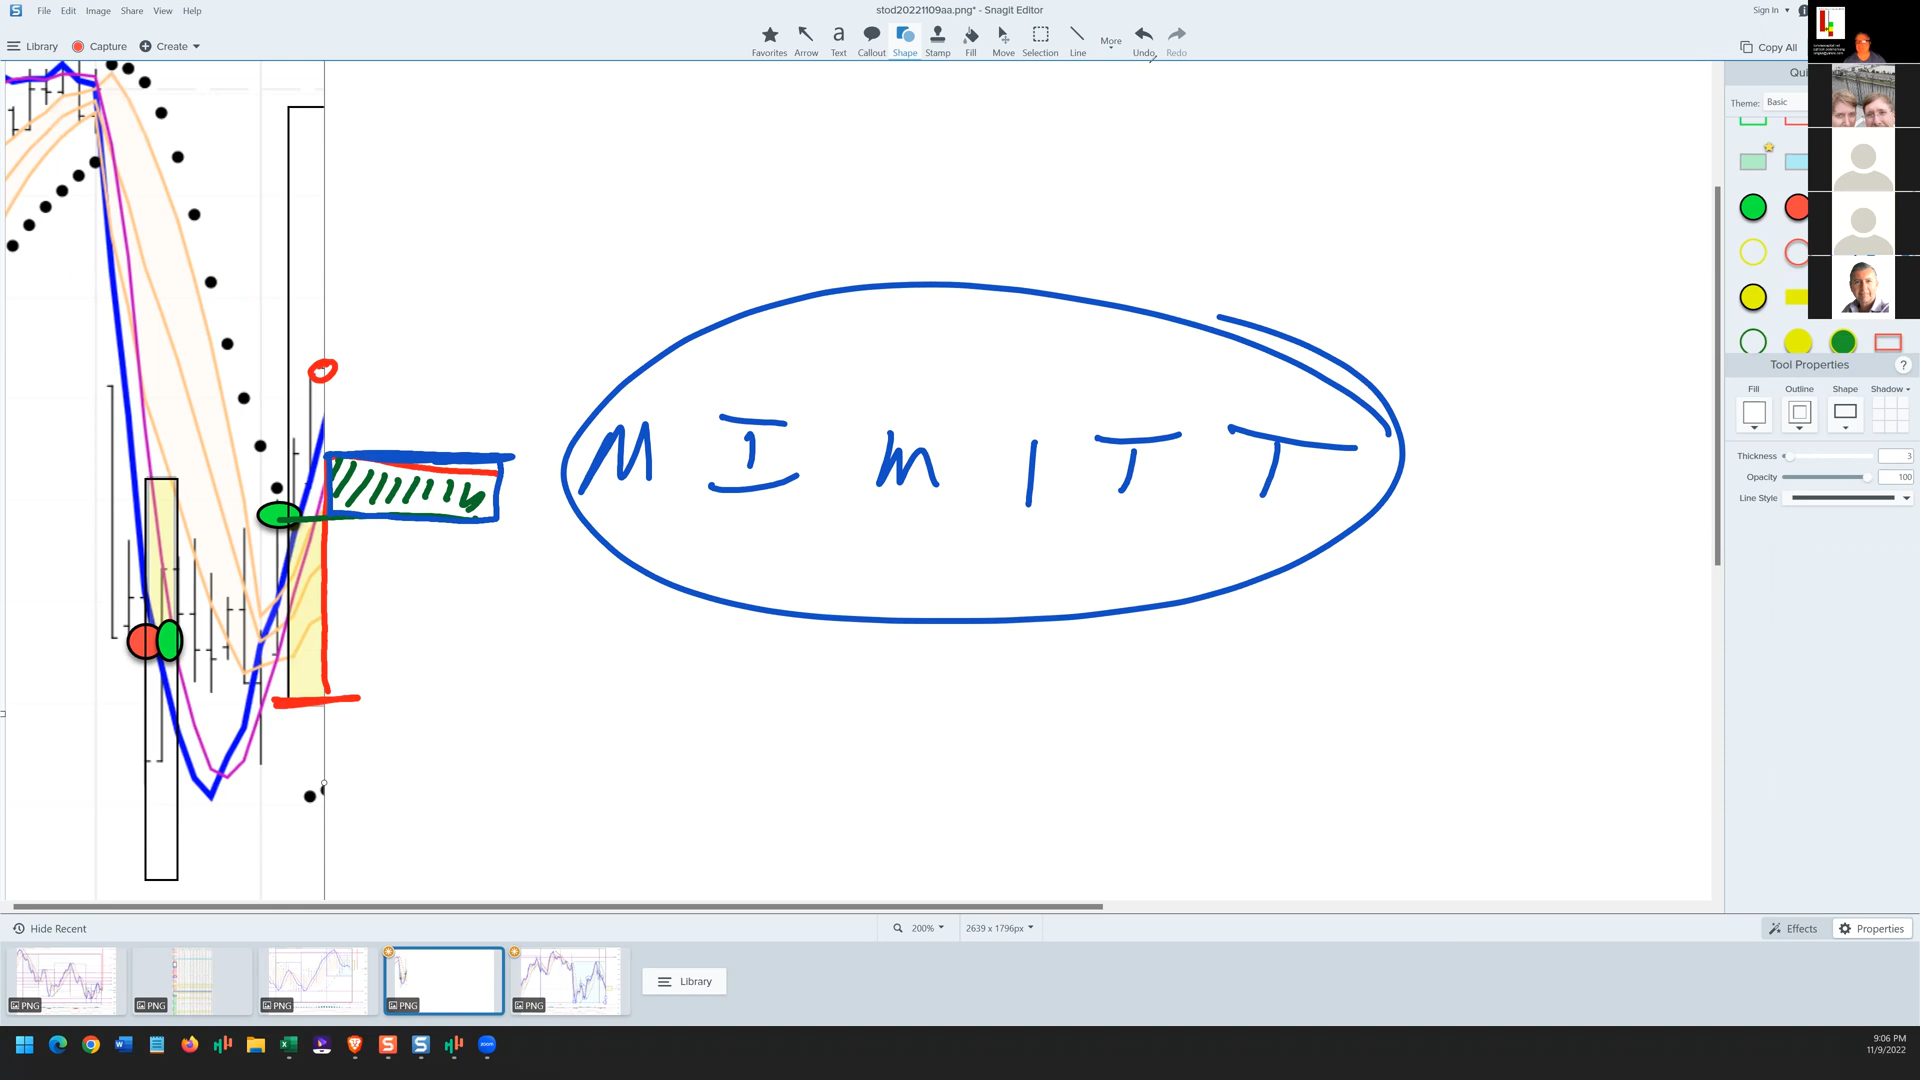 stod20221109aa.png* - Snagit Editor
File Edit Image Share View Help
Sign In
Library Capture Create
Favorites Arrow Text Callout Shape Stamp Fill Move Selection Line More Undo Redo
Copy All
Qui
Theme: Basic
M I M I T T
Tool Properties
?
Fill Outline Shape Shadow
Thickness 3
Opacity 100
Line Style
Hide Recent
200%
2639 x 1796px
Effects Properties
PNG PNG PNG PNG PNG
Library
zoom
9:06 PM
11/9/2022